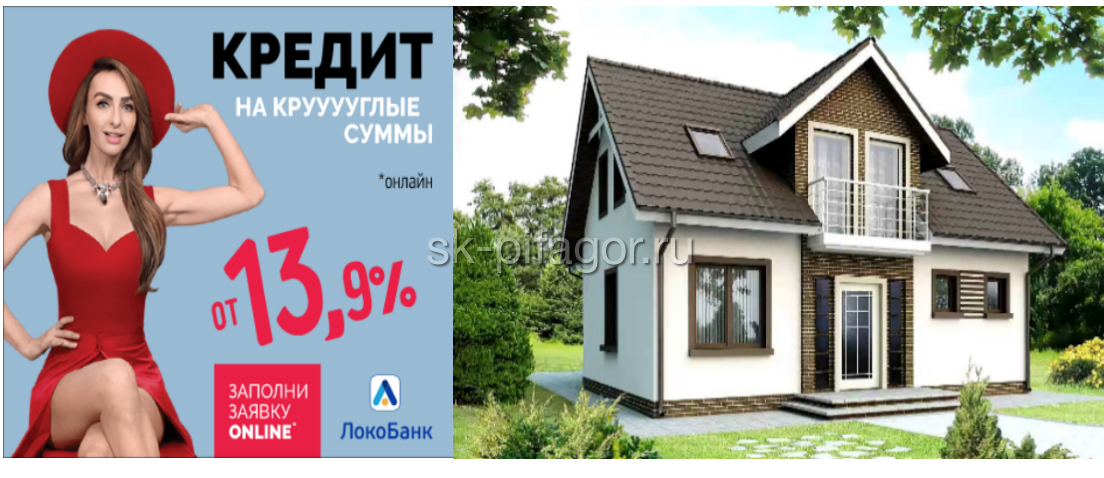 КРЕДИТ
НА КРУУУУГЛЫЕ
СУММЫ
*онлайн
от 13,9%
ЗАПОЛНИ
ЗАЯВКУ
ONLINE*
ЛокоБанк
sk-pifagor.ru